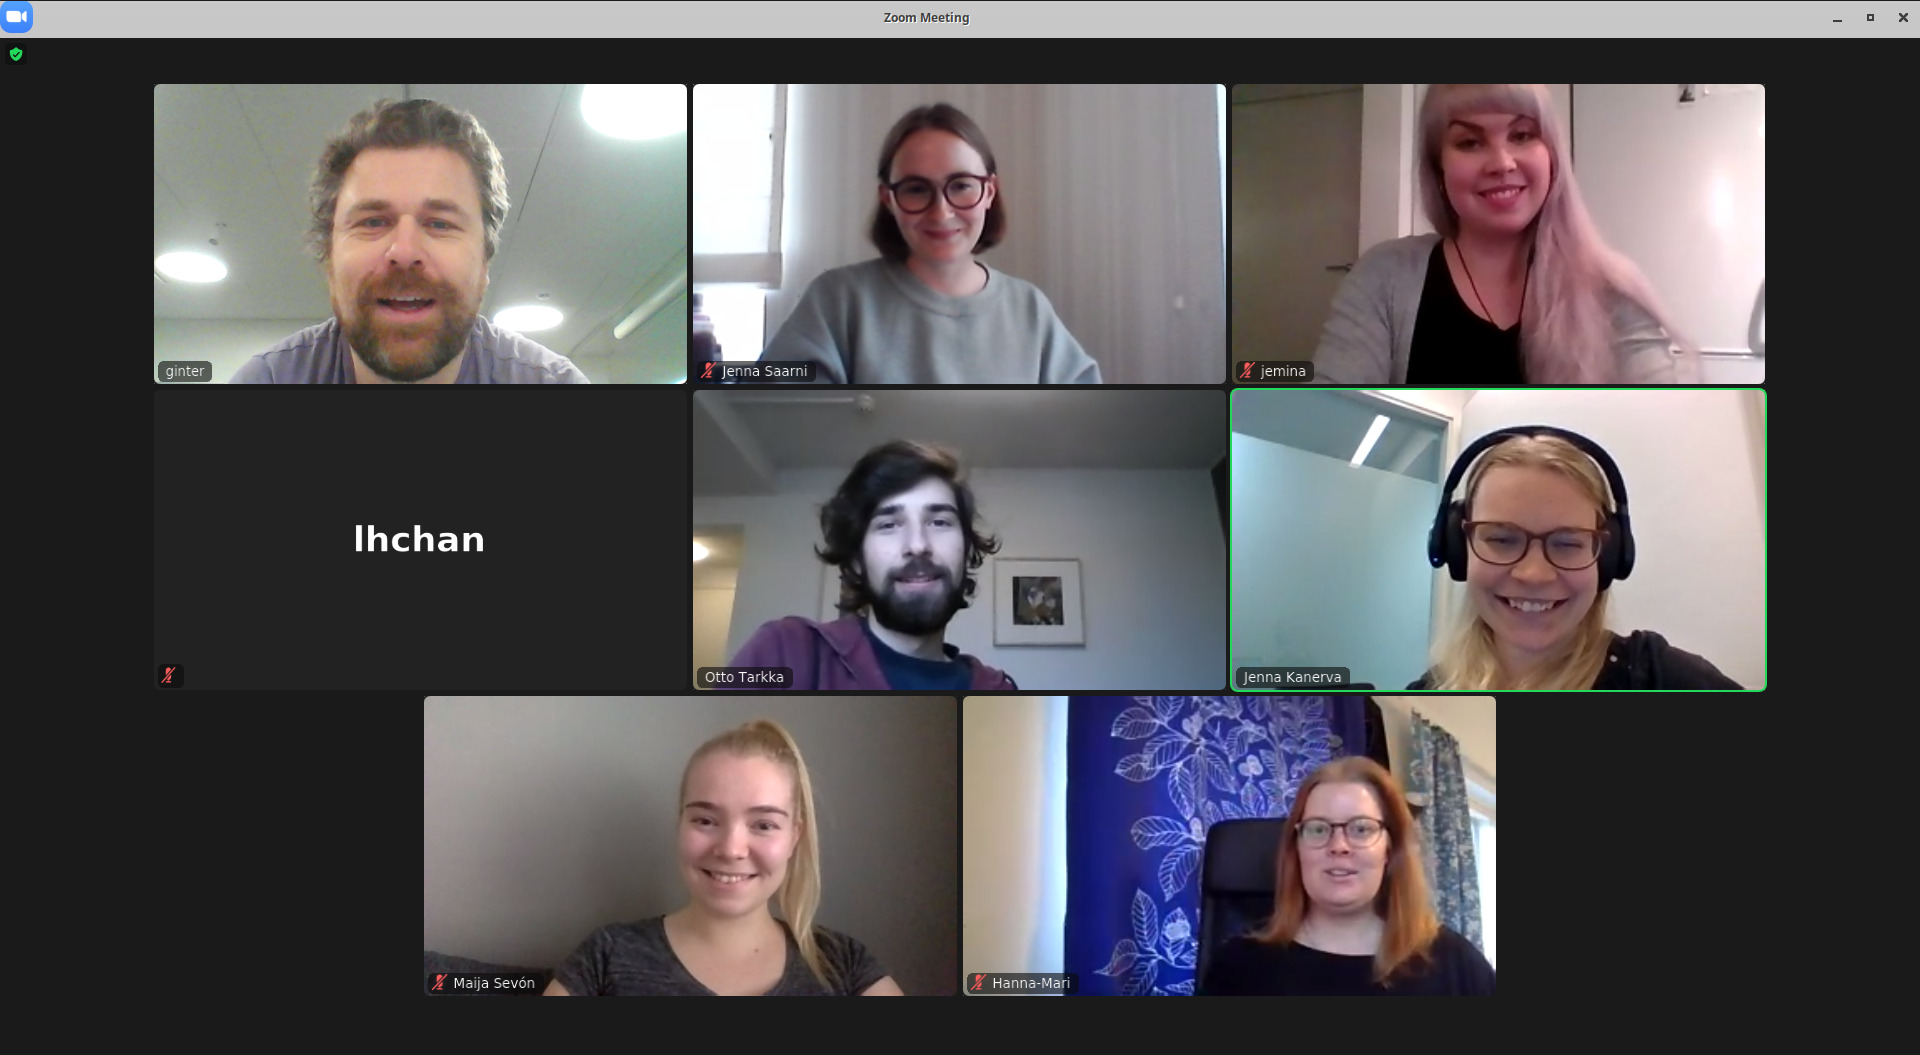 Zoom Meeting
ginter
Jenna Saarni
jemina
lhchan
Otto Tarkka
Jenna Kanerva
Maija Sevón
Hanna-Mari